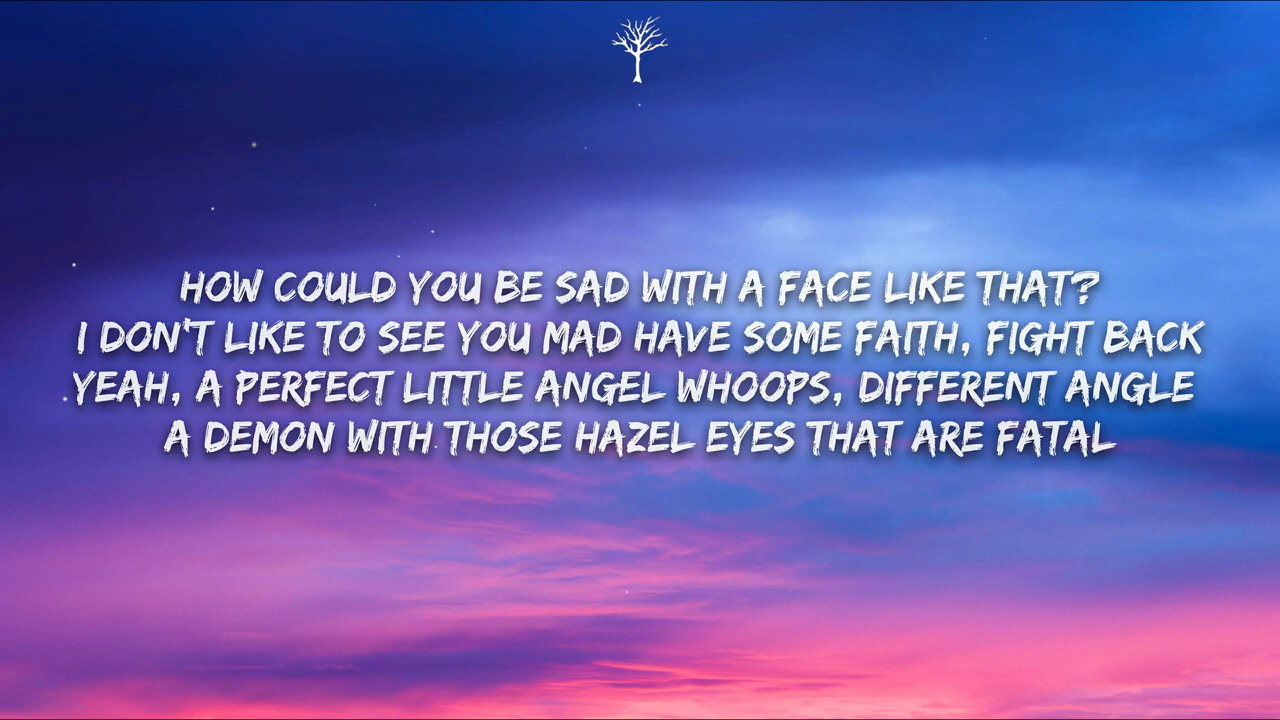 HOW COULD YOU BE SAD WITH A FACE LIKE THAT?
I DON'T LIKE TO SEE YOU MAD HAVE SOME FAITH, FIGHT BACK
YEAH, A PERFECT LITTLE ANGEL WHOOPS, DIFFERENT ANGLE
A DEMON WITH THOSE HAZEL EYES THAT ARE FATAL